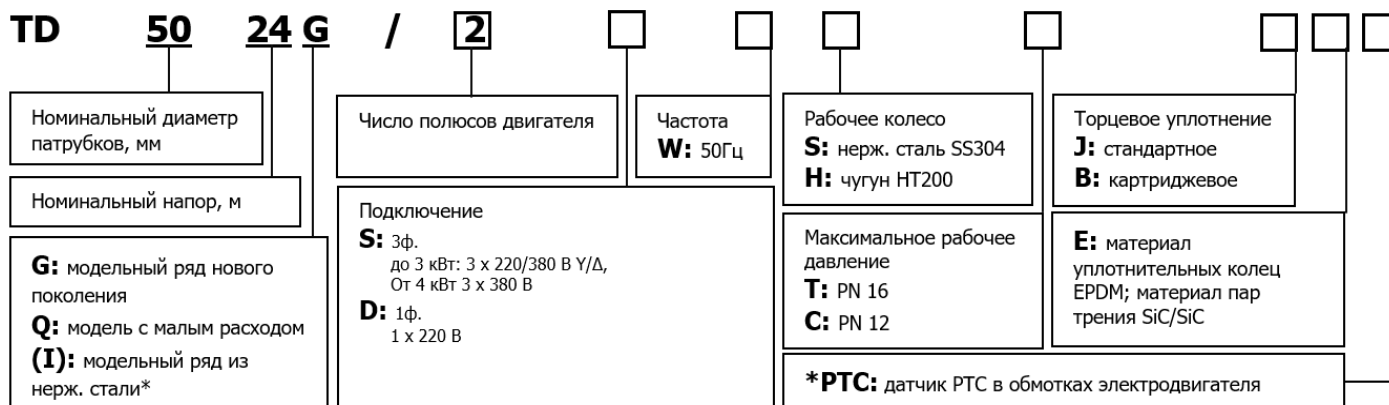 TD 50 24 G / 2
Номинальный диаметр
патрубков, мм
Номинальный напор, м
G: модельный ряд нового
поколения
Q: модель с малым расходом
(I): модельный ряд из
нерж. стали*
Число полюсов двигателя
Подключение
S: 3ф.
до 3 кВт: 3 х 220/380 В Y/Δ,
От 4 кВт 3 х 380 В
D: 1ф.
1 х 220 В
Частота
W: 50Гц
Рабочее колесо
S: нерж. сталь SS304
H: чугун HT200
Максимальное рабочее
давление
T: PN 16
C: PN 12
Торцевое уплотнение
J: стандартное
B: картриджевое
E: материал
уплотнительных колец
EPDM; материал пар
трения SiC/SiC
*PTC: датчик PTC в обмотках электродвигателя